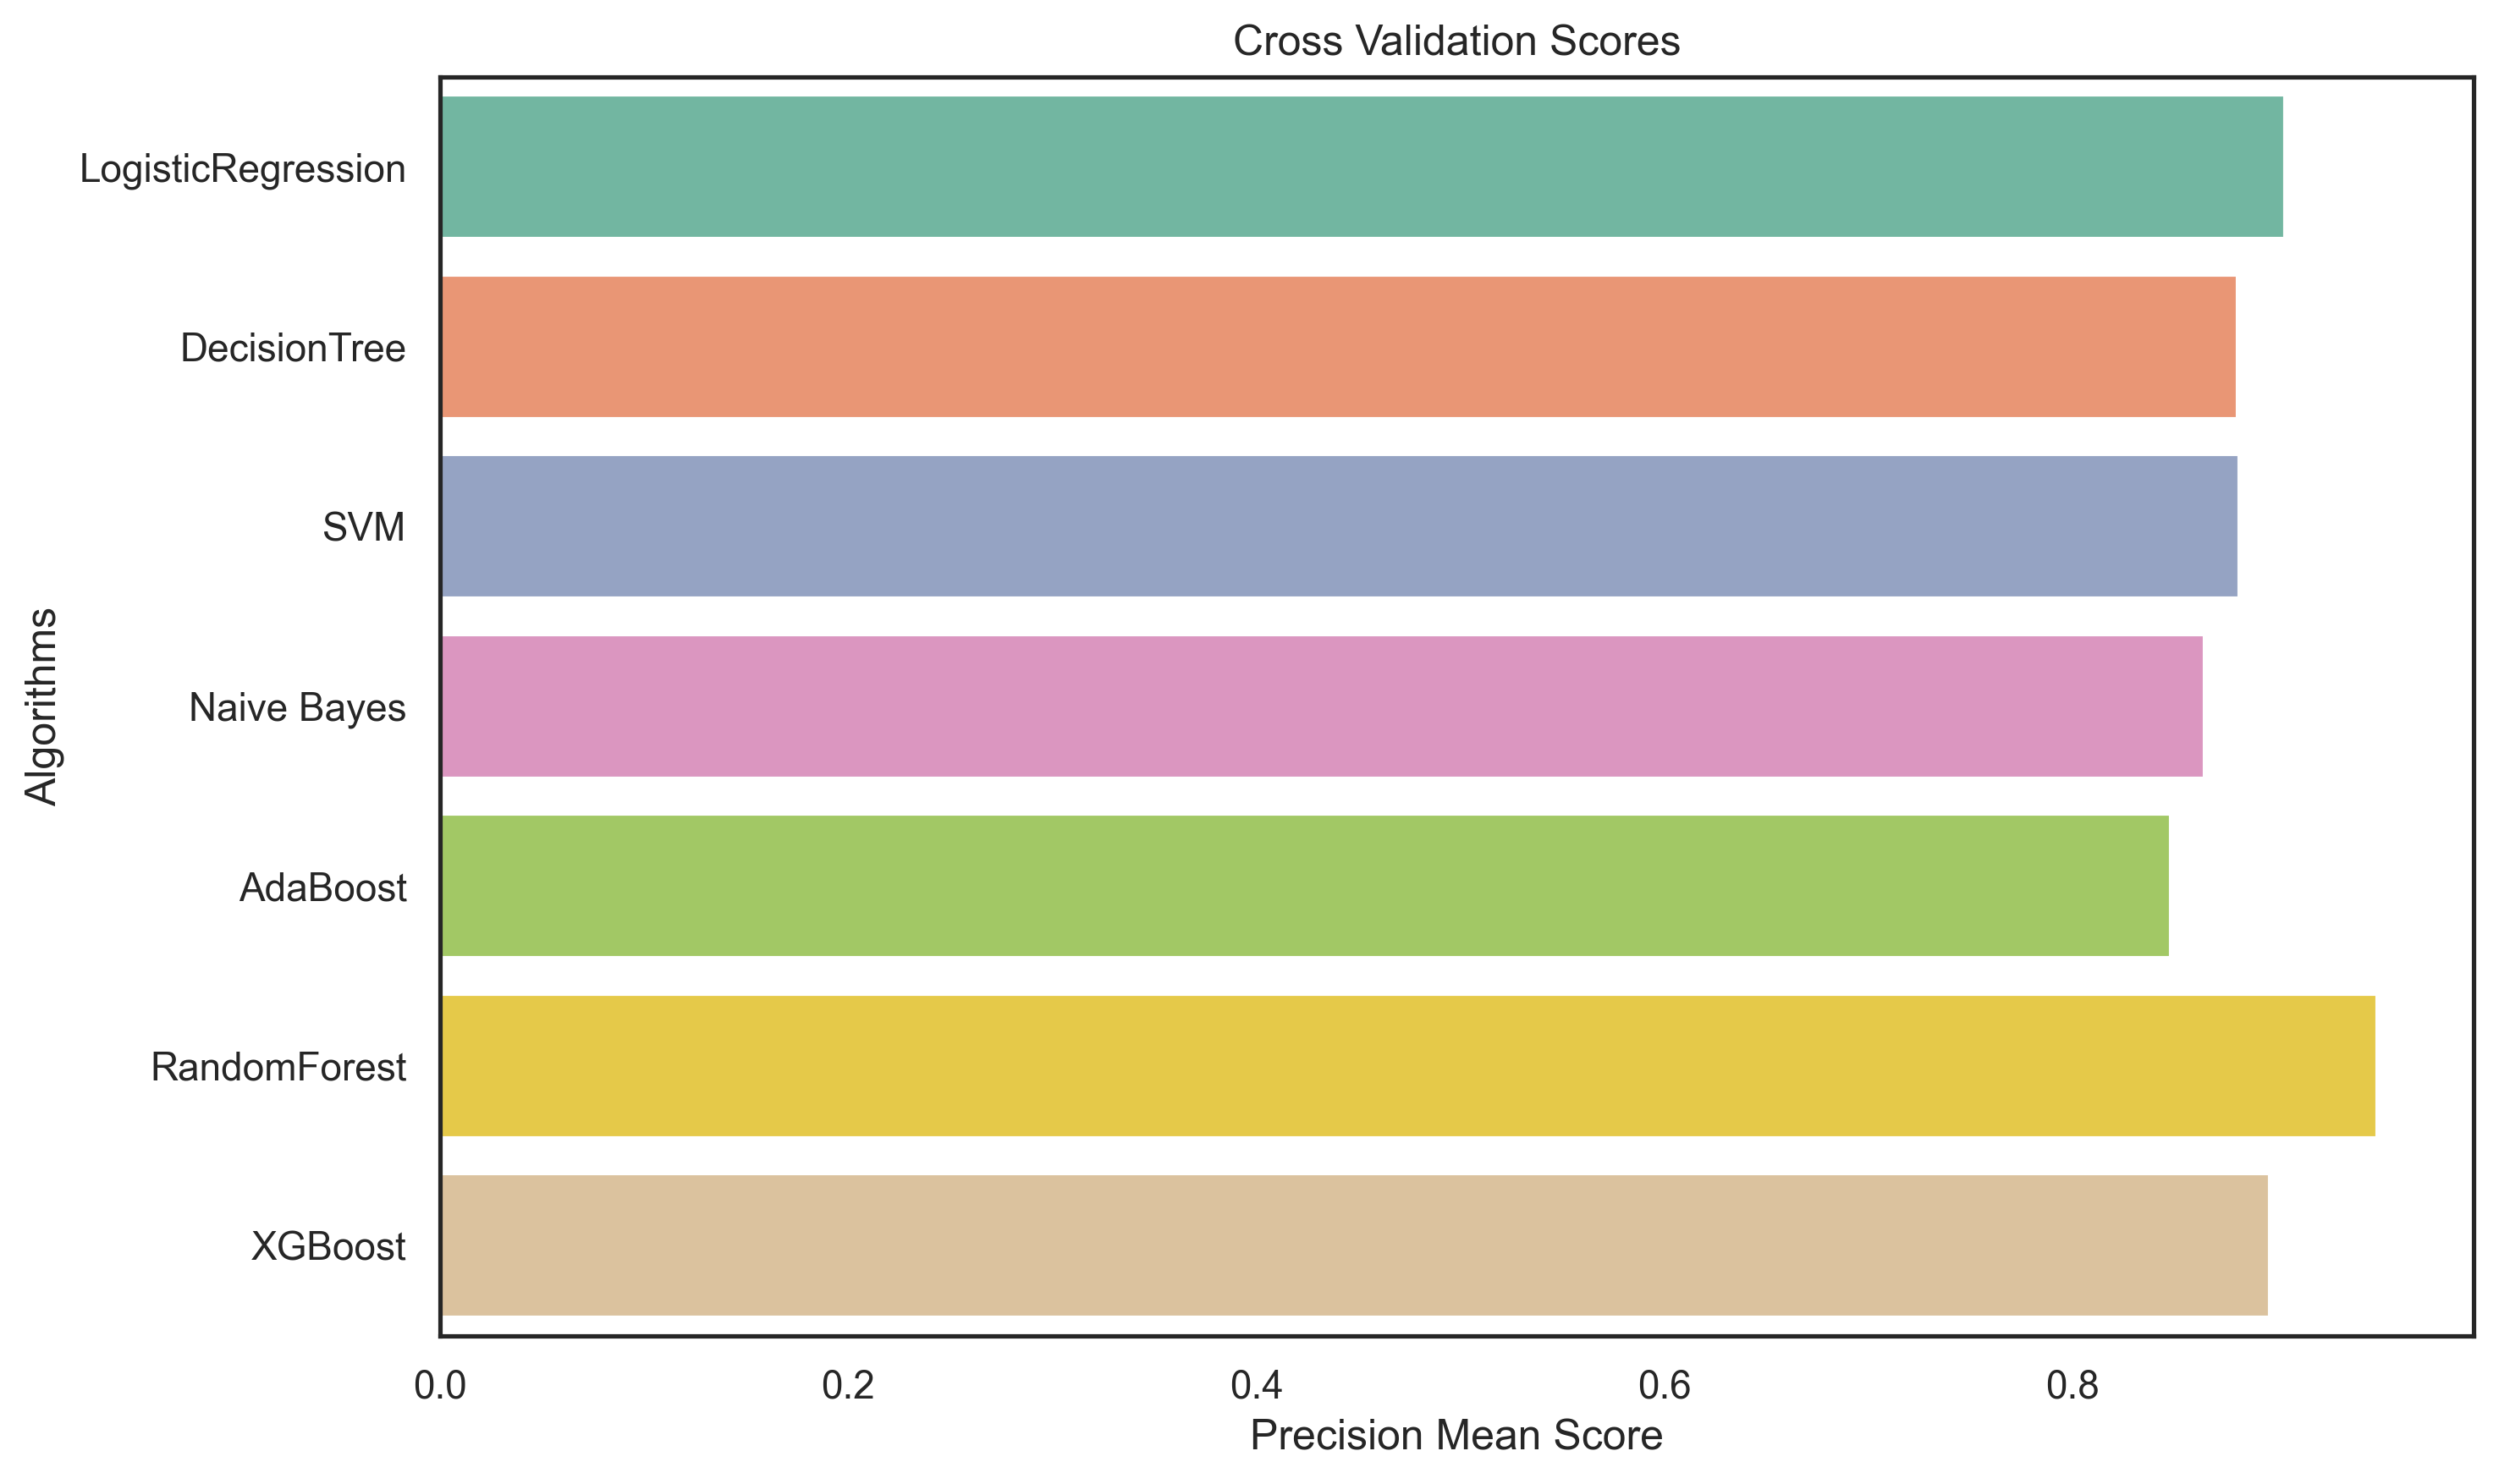 Cross Validation Scores
Algorithms
LogisticRegression
DecisionTree
SVM
Naive Bayes
AdaBoost
RandomForest
XGBoost
0.0 0.2 0.4 0.6 0.8
Precision Mean Score